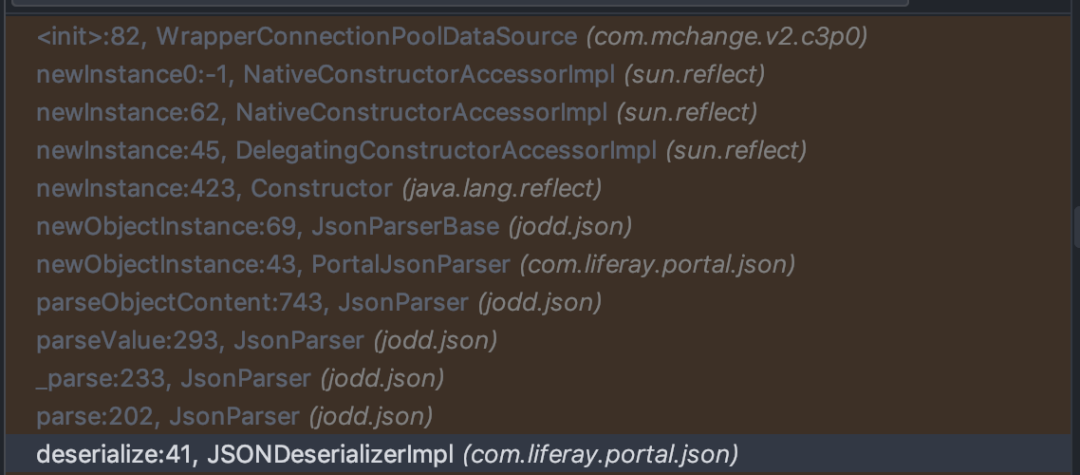 <init>:82, WrapperConnectionPoolDataSource (com.mchange.v2.c3p0)
newInstance0:-1, NativeConstructorAccessorImpl (sun.reflect)
newInstance:62, NativeConstructorAccessorImpl (sun.reflect)
newInstance:45, DelegatingConstructorAccessorImpl (sun.reflect)
newInstance:423, Constructor (java.lang.reflect)
newObjectInstance:69, JsonParserBase (jodd.json)
newObjectInstance:43, PortalJsonParser (com.liferay.portal.json)
parseObjectContent:743, JsonParser (jodd.json)
parseValue:293, JsonParser (jodd.json)
_parse:233, JsonParser (jodd.json)
parse:202, JsonParser (jodd.json)
deserialize:41, JSONDeserializerImpl (com.liferay.portal.json)